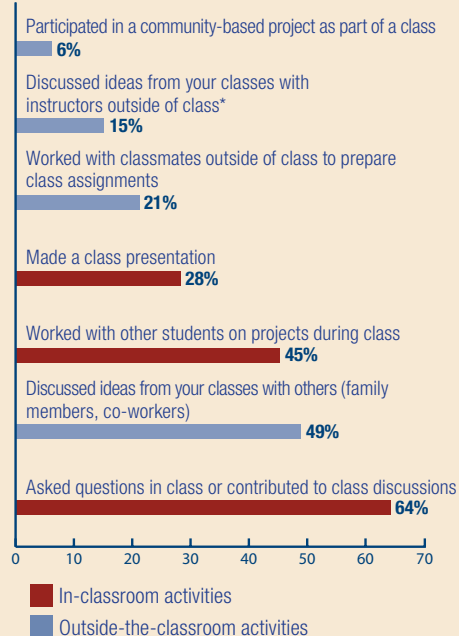 Participated in a community-based project as part of a class
6%
Discussed ideas from your classes with
instructors outside of class*
15%
Worked with classmates outside of class to prepare
class assignments
21%
Made a class presentation
28%
Worked with other students on projects during class
45%
Discussed ideas from your classes with others (family
members, co-workers)
49%
Asked questions in class or contributed to class discussions
64%
0 10 20 30 40 50 60 70
In-classroom activities
Outside-the-classroom activities